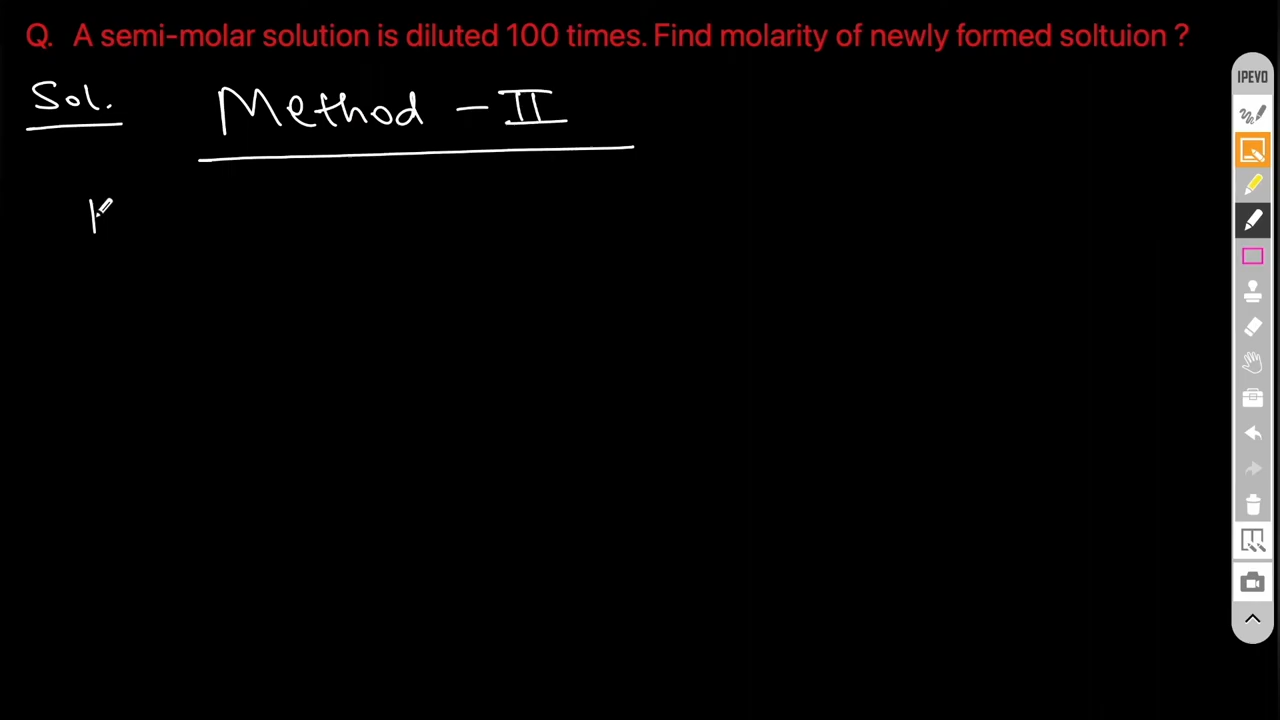 Q. A semi-molar solution is diluted 100 times. Find molarity of newly formed soltuion ?
Sol. Method - II
IPEVO